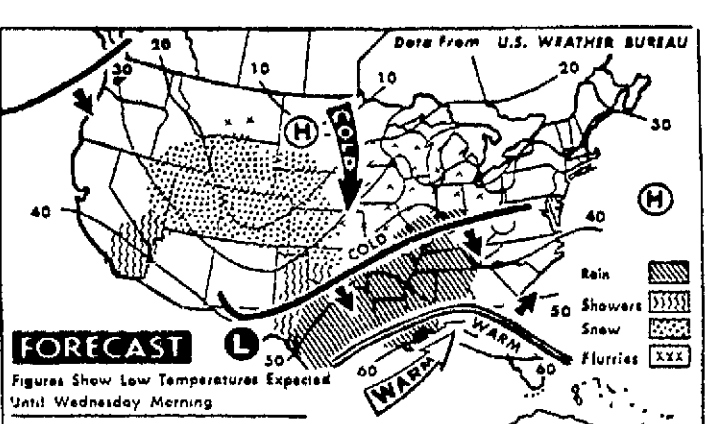 Data From U.S. WEATHER BUREAU
20
30
10
10
20
H
COLD
30
H
40
40
COLD
Rain
Showers
50
Snow
WARM
FORECAST
L
Flurries
XXX
50
60
60
WARM
Figures Show Low Temperatures Expected
Until Wednesday Morning